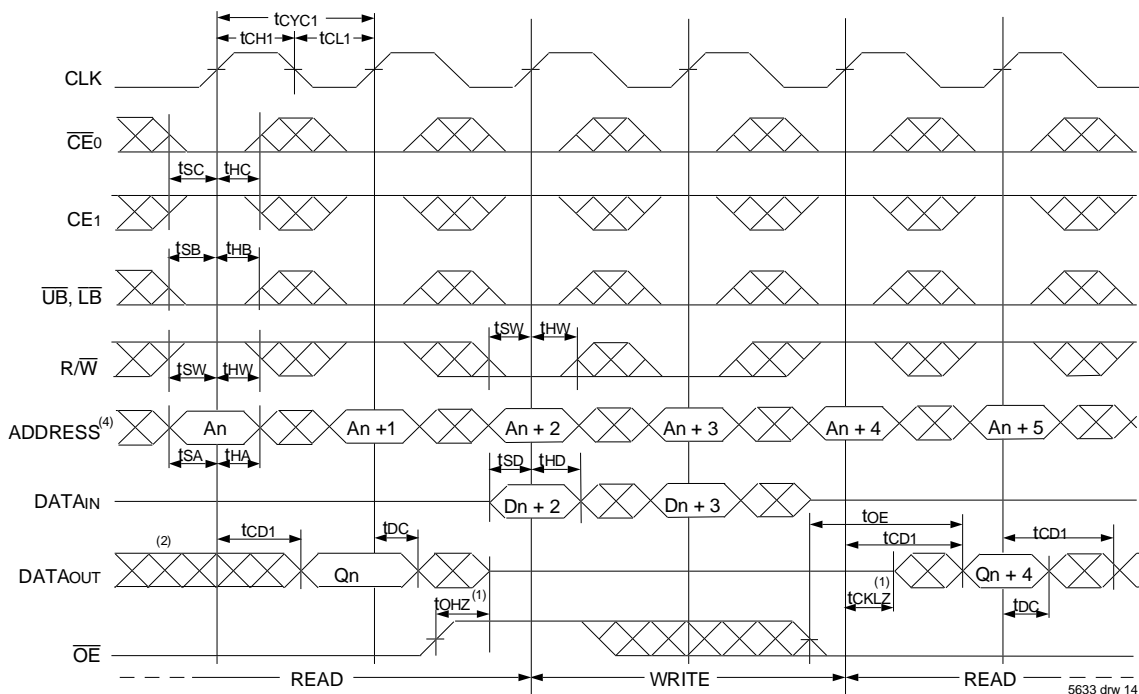 tCYC1
tCH1 tCL1
CLK
CE0
tSC tHC
CE1
tSB tHB
UB, LB
tSW tHW
R/W
tSW tHW
ADDRESS(4) An An +1 An + 2 An + 3 An + 4 An + 5
tSA tHA tSD tHD
DATAIN Dn + 2 Dn + 3
tOE
tCD1 tDC tCD1 tCD1
(2)
DATAOUT Qn Qn + 4
tOHZ(1) tCKLZ(1) tDC
OE
READ WRITE READ
5633 drw 14